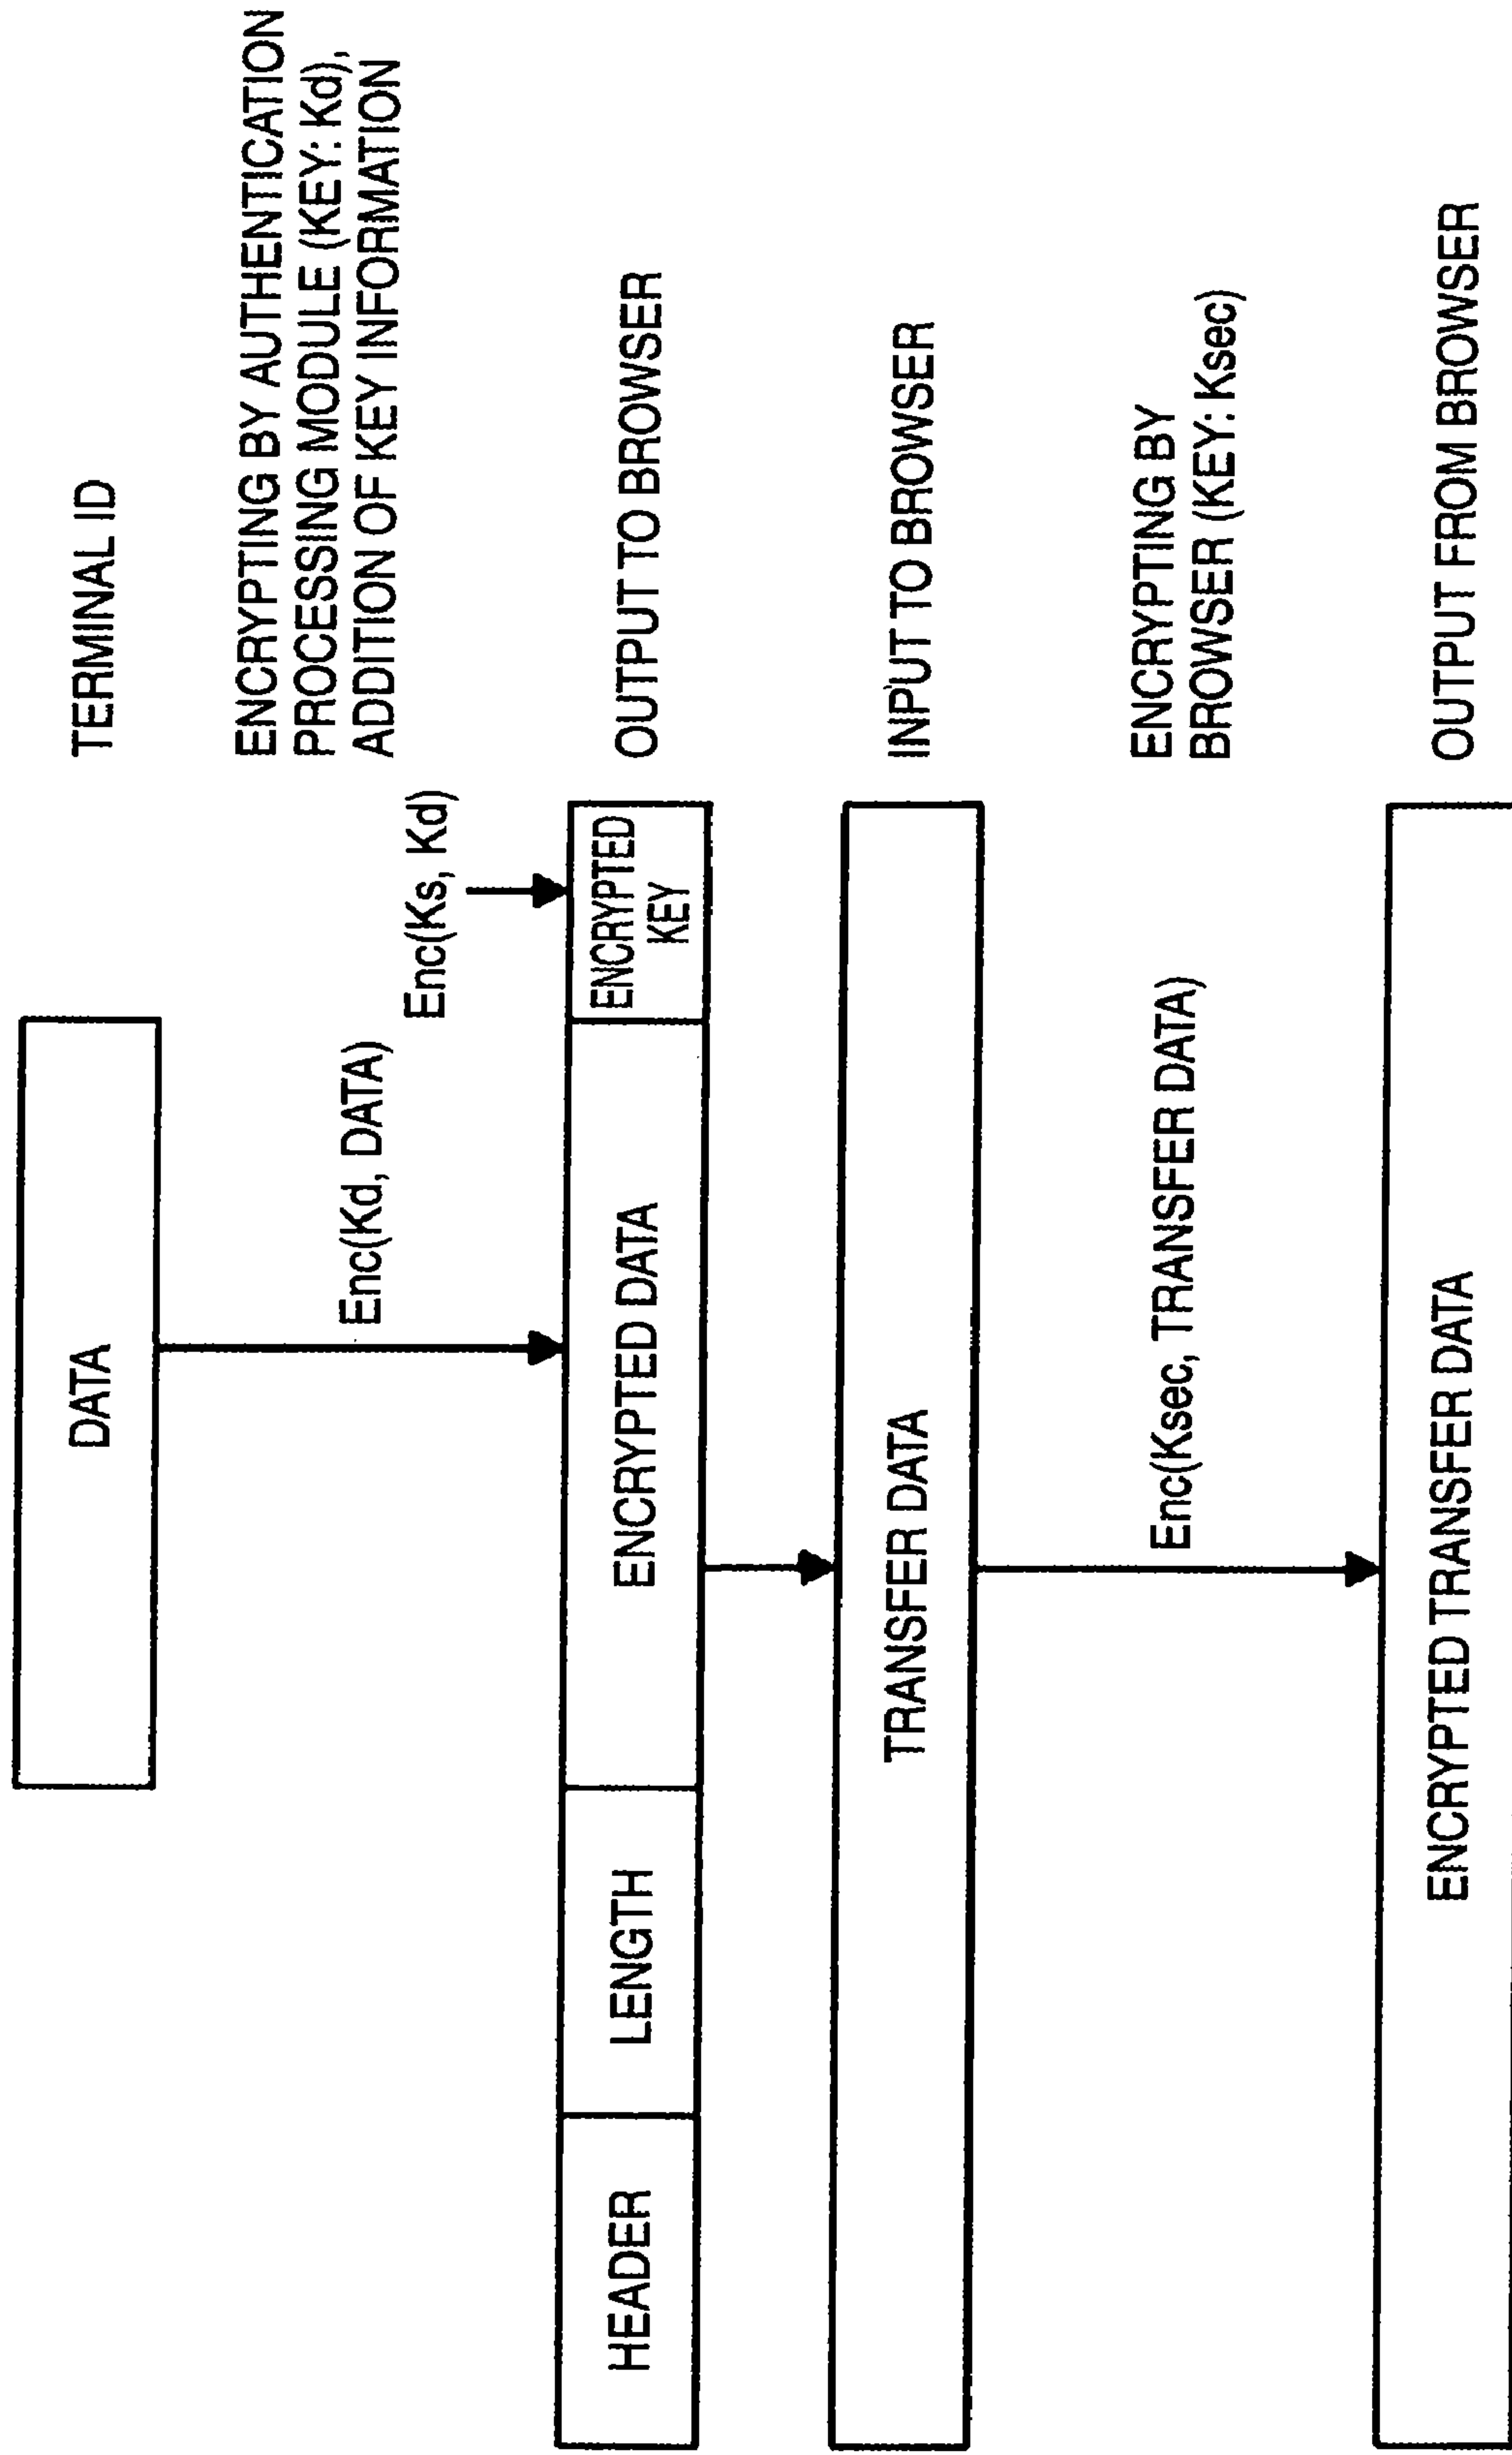 DATA
TERMINAL ID
Enc(Kd, DATA)
Enc(Ks, Kd)
ENCRYPTING BY AUTHENTICATION
PROCESSING MODULE (KEY: Kd),
ADDITION OF KEY INFORMATION
HEADER
LENGTH
ENCRYPTED DATA
ENCRYPTED
KEY
OUTPUT TO BROWSER
TRANSFER DATA
INPUT TO BROWSER
Enc(Ksec, TRANSFER DATA)
ENCRYPTING BY
BROWSER (KEY: Ksec)
ENCRYPTED TRANSFER DATA
OUTPUT FROM BROWSER